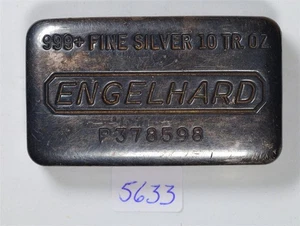 999+ FINE SILVER 10 TR OZ
ENGELHARD
P378598
5633